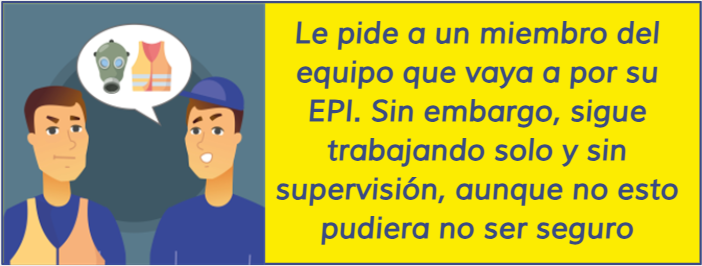 Le pide a un miembro del
equipo que vaya a por su
EPI. Sin embargo, sigue
trabajando solo y sin
supervisión, aunque no esto
pudiera no ser seguro